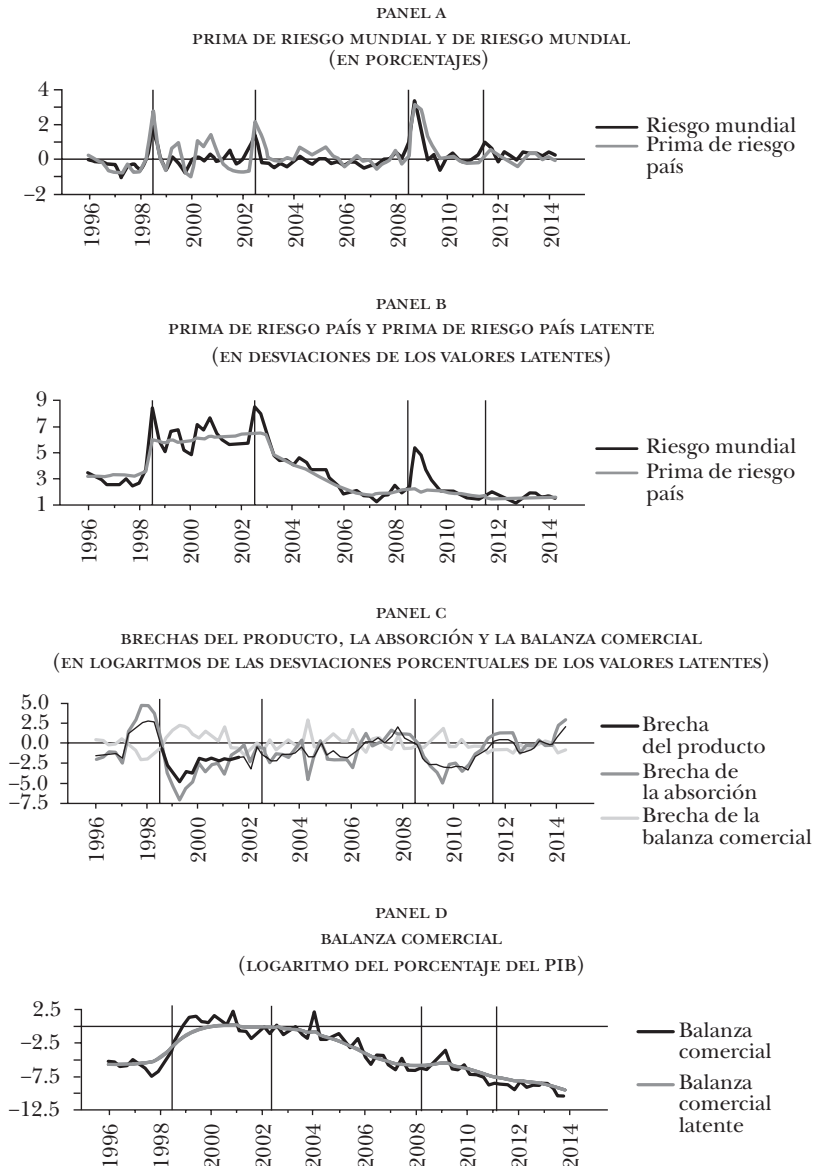 PANEL A
PRIMA DE RIESGO MUNDIAL Y DE RIESGO MUNDIAL
(EN PORCENTAJES)
4
2
0
−2
Riesgo mundial
Prima de riesgo
país
1996
1998
2000
2002
2004
2006
2008
2010
2012
2014
PANEL B
PRIMA DE RIESGO PAÍS Y PRIMA DE RIESGO PAÍS LATENTE
(EN DESVIACIONES DE LOS VALORES LATENTES)
9
7
5
3
1
Riesgo mundial
Prima de riesgo
país
1996
1998
2000
2002
2004
2006
2008
2010
2012
2014
PANEL C
BRECHAS DEL PRODUCTO, LA ABSORCIÓN Y LA BALANZA COMERCIAL
(EN LOGARITMOS DE LAS DESVIACIONES PORCENTUALES DE LOS VALORES LATENTES)
5.0
2.5
0.0
−2.5
−5.0
−7.5
Brecha
del producto
Brecha de
la absorción
Brecha de la
balanza comercial
1996
1998
2000
2002
2004
2006
2008
2010
2012
2014
PANEL D
BALANZA COMERCIAL
(LOGARITMO DEL PORCENTAJE DEL PIB)
2.5
−2.5
−7.5
−12.5
Balanza
comercial
Balanza
comercial
latente
1996
1998
2000
2002
2004
2006
2008
2010
2012
2014